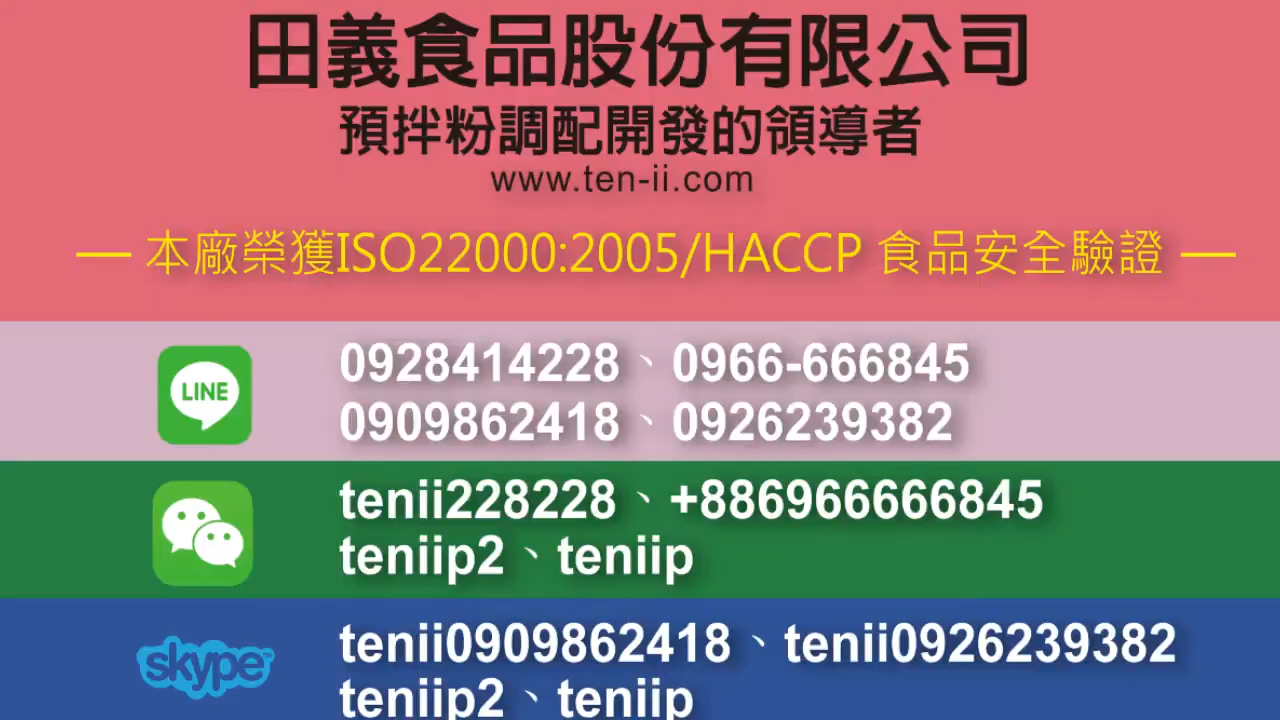 田義食品股份有限公司
預拌粉調配開發的領導者
www.ten-ii.com
— 本廠榮獲ISO22000:2005/HACCP 食品安全驗證 —
LINE
0928414228、0966-666845
0909862418、0926239382
tenii228228、+886966666845
teniip2、teniip
skype™
tenii0909862418、tenii0926239382
teniip2、teniip